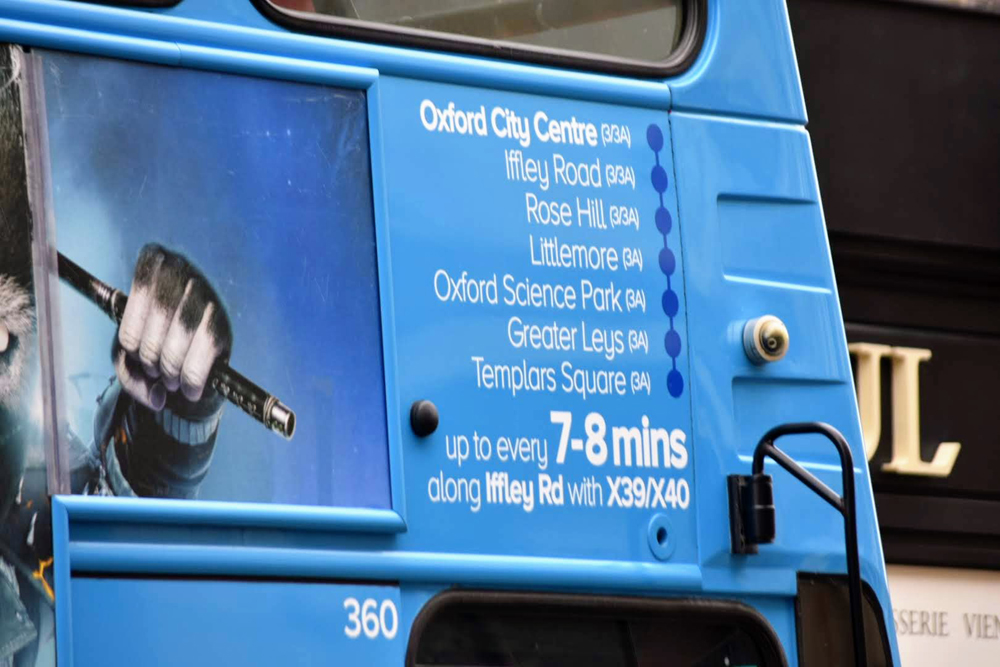 Oxford City Centre (3/3A)
Iffley Road (3/3A)
Rose Hill (3/3A)
Littlemore (3A)
Oxford Science Park (3A)
Greater Leys (3A)
Templars Square (3A)
up to every 7-8 mins
along Iffley Rd with X39/X40
360
UL
SSERIE VIEN